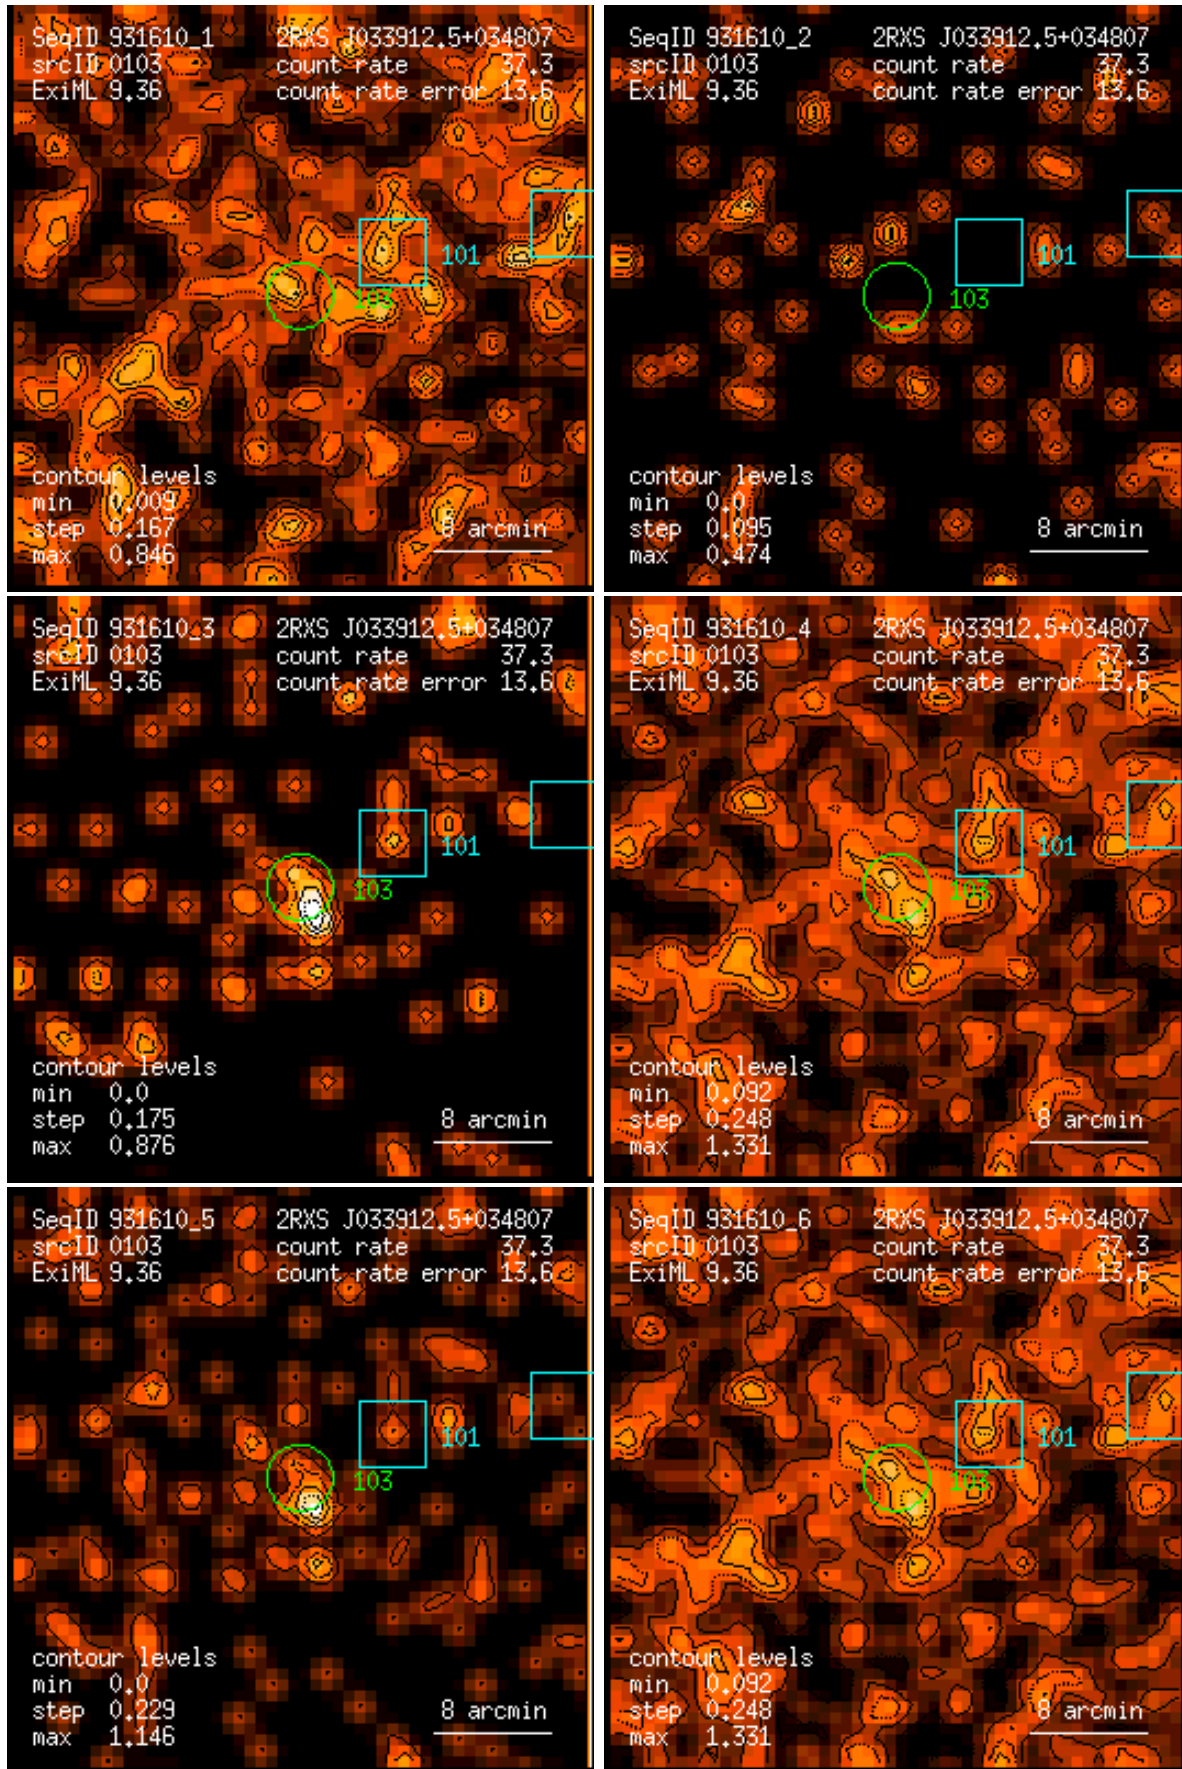 SeqID 931610_1 2RXS J033912.5+034807
srcID 0103 count rate 37.3
ExiML 9.36 count rate error 13.6
101
103
contour levels
min 0.009
step 0.167 8 arcmin
max 0.846
SeqID 931610_2 2RXS J033912.5+034807
srcID 0103 count rate 37.3
ExiML 9.36 count rate error 13.6
101
103
contour levels
min 0.0
step 0.095 8 arcmin
max 0.474
SeqID 931610_3 2RXS J033912.5+034807
srcID 0103 count rate 37.3
ExiML 9.36 count rate error 13.6
101
103
contour levels
min 0.0
step 0.175 8 arcmin
max 0.876
SeqID 931610_4 2RXS J033912.5+034807
srcID 0103 count rate 37.3
ExiML 9.36 count rate error 13.6
101
103
contour levels
min 0.092
step 0.248 8 arcmin
max 1.331
SeqID 931610_5 2RXS J033912.5+034807
srcID 0103 count rate 37.3
ExiML 9.36 count rate error 13.6
101
103
contour levels
min 0.0
step 0.229 8 arcmin
max 1.146
SeqID 931610_6 2RXS J033912.5+034807
srcID 0103 count rate 37.3
ExiML 9.36 count rate error 13.6
101
103
contour levels
min 0.092
step 0.248 8 arcmin
max 1.331